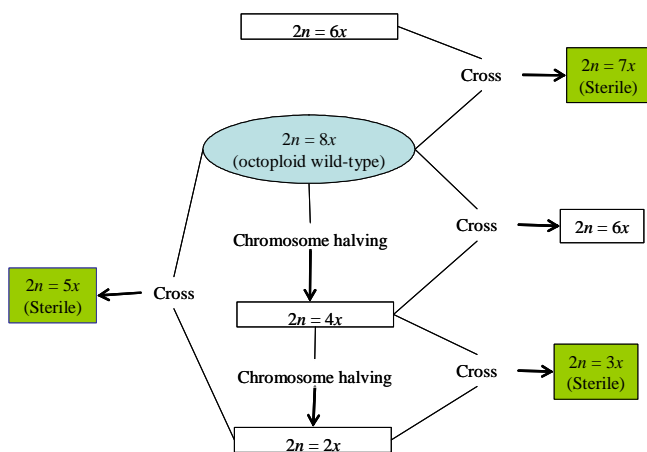 2n = 6x
Cross
2n = 7x
(Sterile)
2n = 8x
(octoploid wild-type)
Cross
2n = 6x
Chromosome halving
2n = 5x
(Sterile)
Cross
2n = 4x
Chromosome halving
Cross
2n = 3x
(Sterile)
2n = 2x